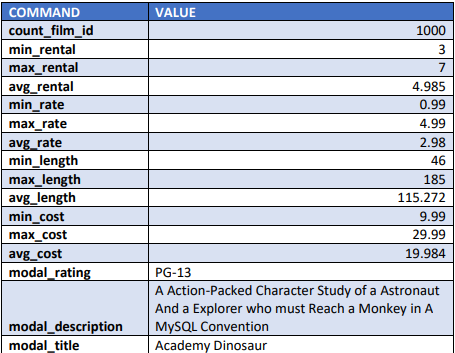 COMMAND VALUE
count_film_id 1000
min_rental 3
max_rental 7
avg_rental 4.985
min_rate 0.99
max_rate 4.99
avg_rate 2.98
min_length 46
max_length 185
avg_length 115.272
min_cost 9.99
max_cost 29.99
avg_cost 19.984
modal_rating PG-13
A Action-Packed Character Study of a Astronaut
And a Explorer who must Reach a Monkey in A
modal_description MySQL Convention
modal_title Academy Dinosaur